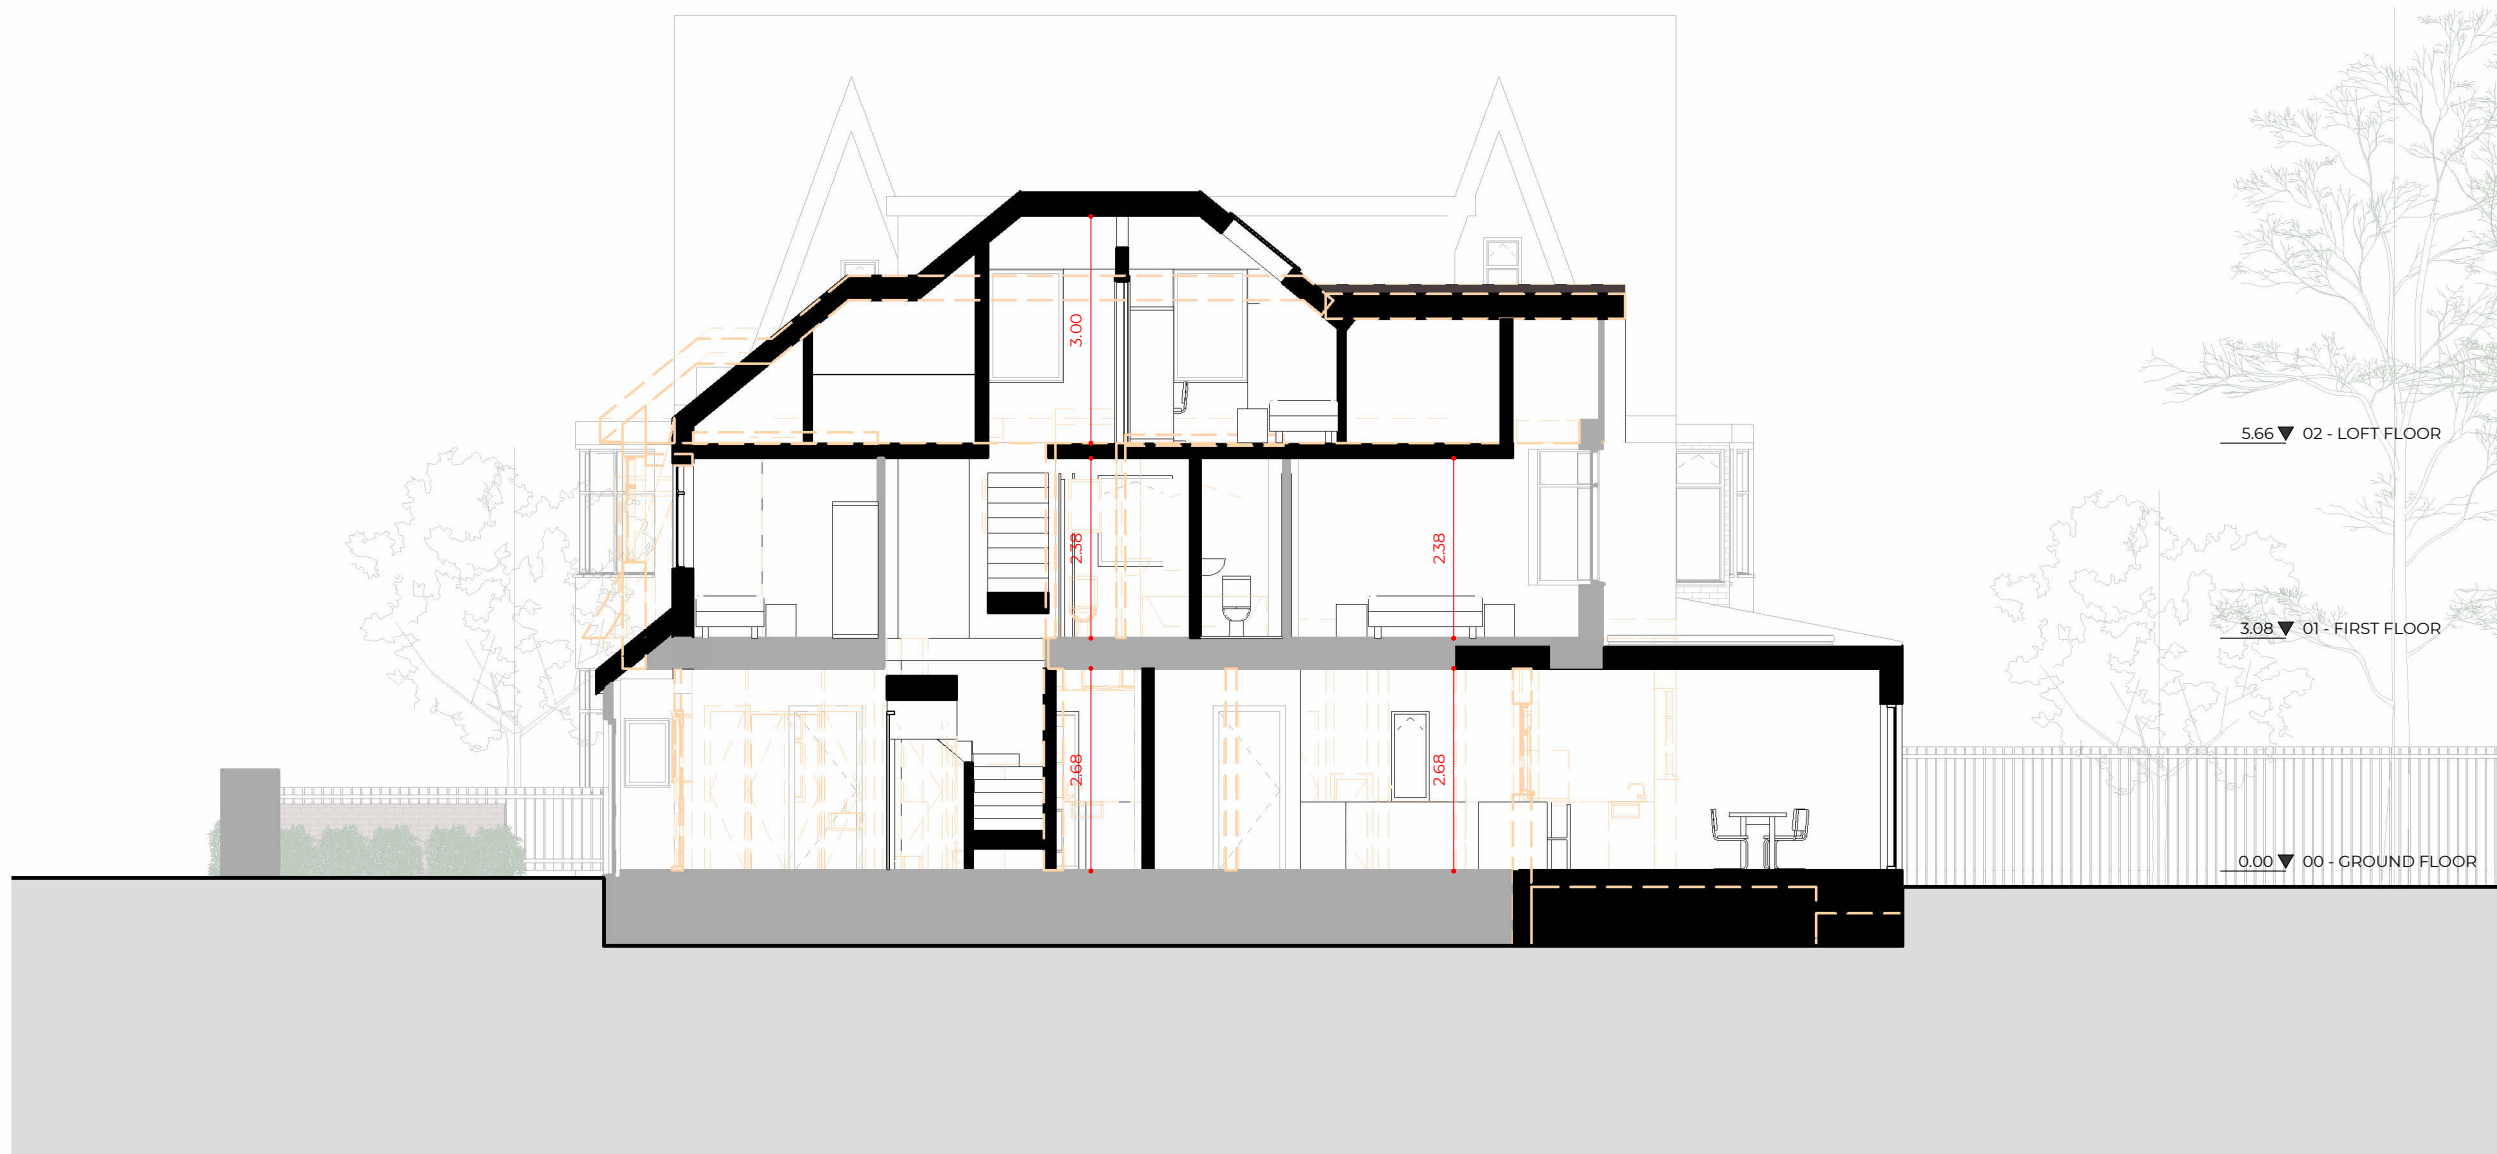 3.00
5.66 02 - LOFT FLOOR
2.38
2.38
3.08 01 - FIRST FLOOR
2.68
2.68
0.00 00 - GROUND FLOOR